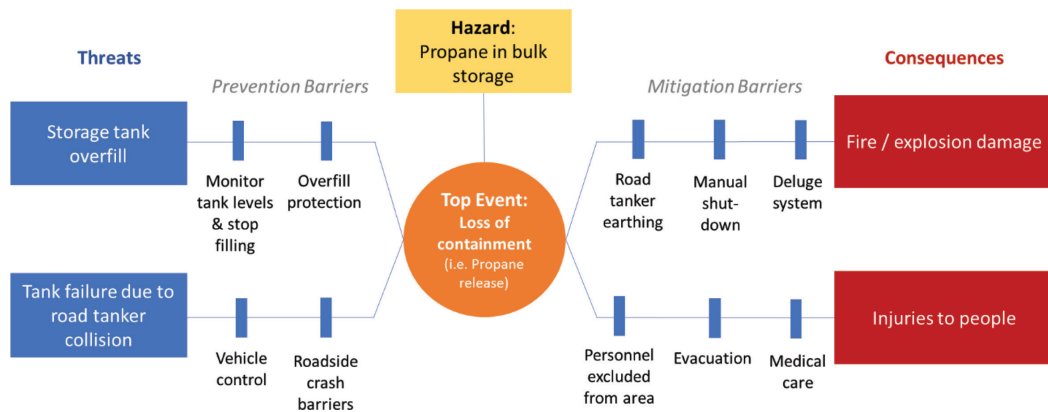 Hazard:
Propane in bulk
storage
Threats
Consequences
Prevention Barriers
Mitigation Barriers
Storage tank
overfill
Monitor
tank levels
& stop
filling
Overfill
protection
Top Event:
Loss of
containment
(i.e. Propane
release)
Road
tanker
earthing
Manual
shut-
down
Deluge
system
Fire / explosion damage
Tank failure due to
road tanker
collision
Vehicle
control
Roadside
crash
barriers
Personnel
excluded
from area
Evacuation
Medical
care
Injuries to people